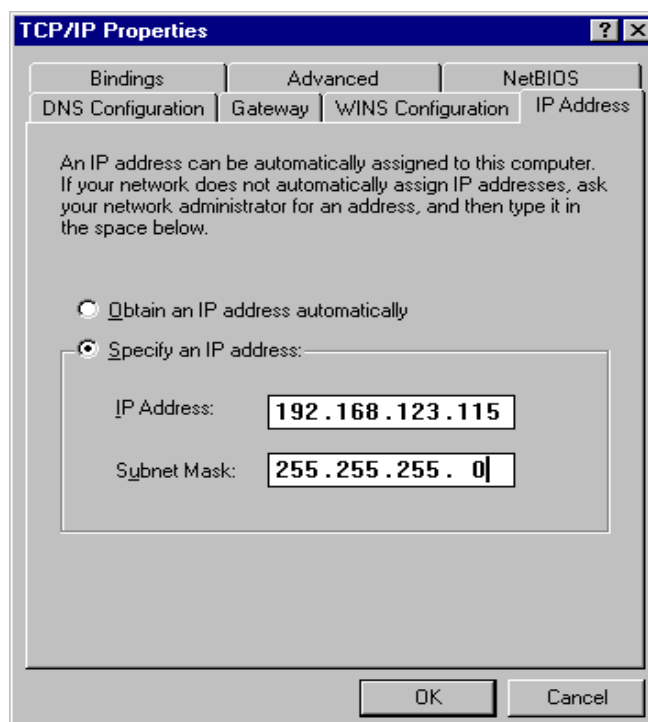 TCP/IP Properties
Bindings Advanced NetBIOS
DNS Configuration Gateway WINS Configuration IP Address
An IP address can be automatically assigned to this computer.
If your network does not automatically assign IP addresses, ask
your network administrator for an address, and then type it in
the space below.
Obtain an IP address automatically
Specify an IP address:
IP Address: 192.168.123.115
Subnet Mask: 255.255.255. 0
OK Cancel